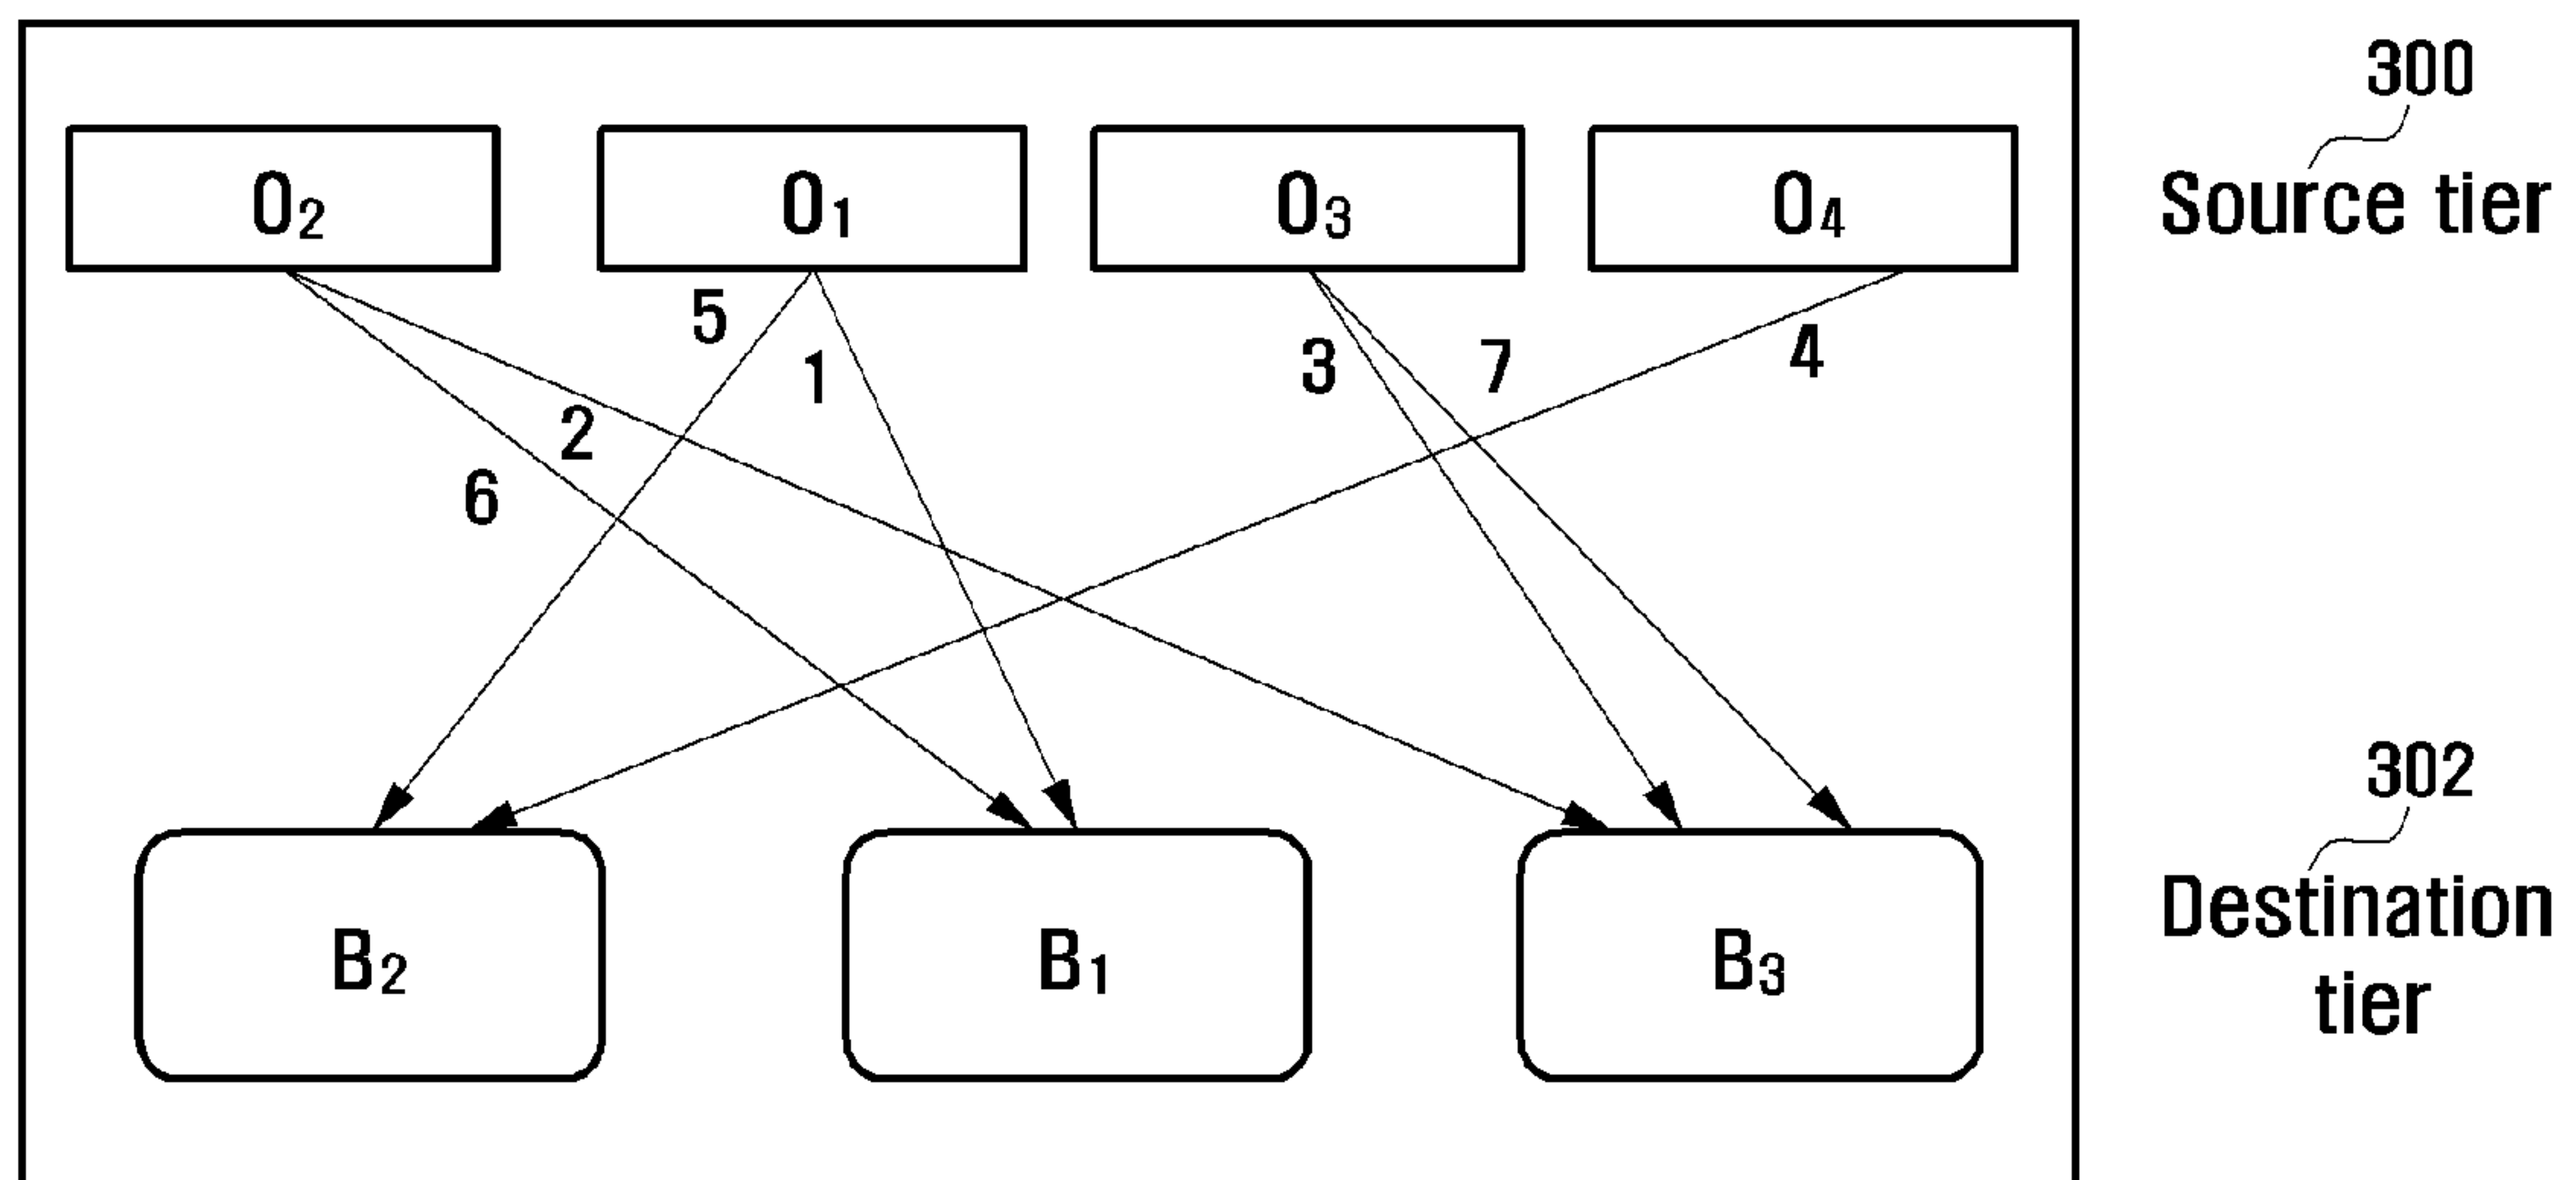 300
O2 O1 O3 O4 Source tier
5 1 3 7 4
2
6
302
Destination
B2 B1 B3
tier